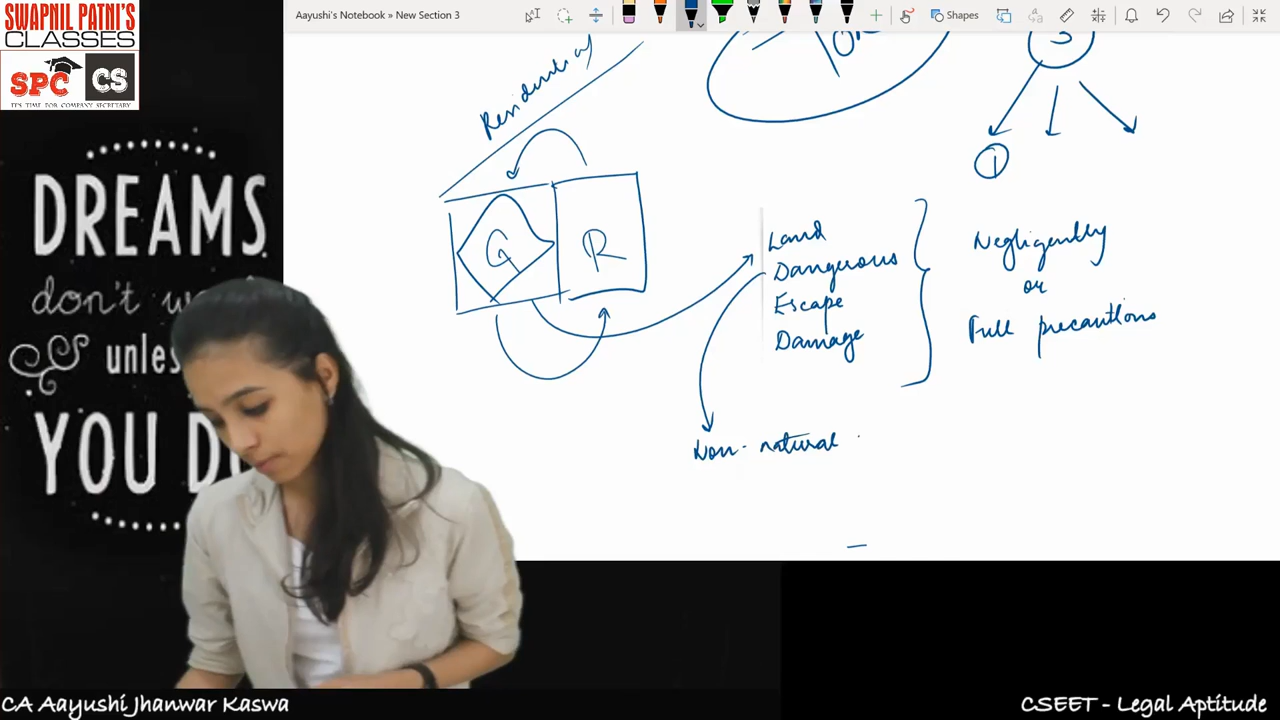 SWAPNIL PATNI'S
CLASSES
SPC CS
IT'S TIME FOR COMPANY SECRETARY
Aayushi's Notebook » New Section 3
Shapes
DREAMS
don't
unles
YOU D
Residential
OR
3
1
G
R
Land
Dangerous
Escape
Damage
Negligently
or
Full precautions
Non-natural
CA Aayushi Jhanwar Kaswa
CSEET - Legal Aptitude